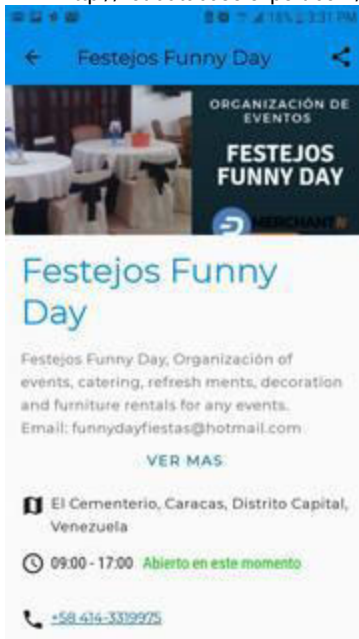 Festejos Funny Day
ORGANIZACIÓN DE
EVENTOS
FESTEJOS
FUNNY DAY
MERCHANT
Festejos Funny
Day
Festejos Funny Day, Organización of
events, catering, refresh ments, decoration
and furniture rentals for any events.
Email: funnydayfiestas@hotmail.com
VER MAS
El Cementerio, Caracas, Distrito Capital,
Venezuela
09:00 - 17:00 Abierto en este momento
+58 414-3319975